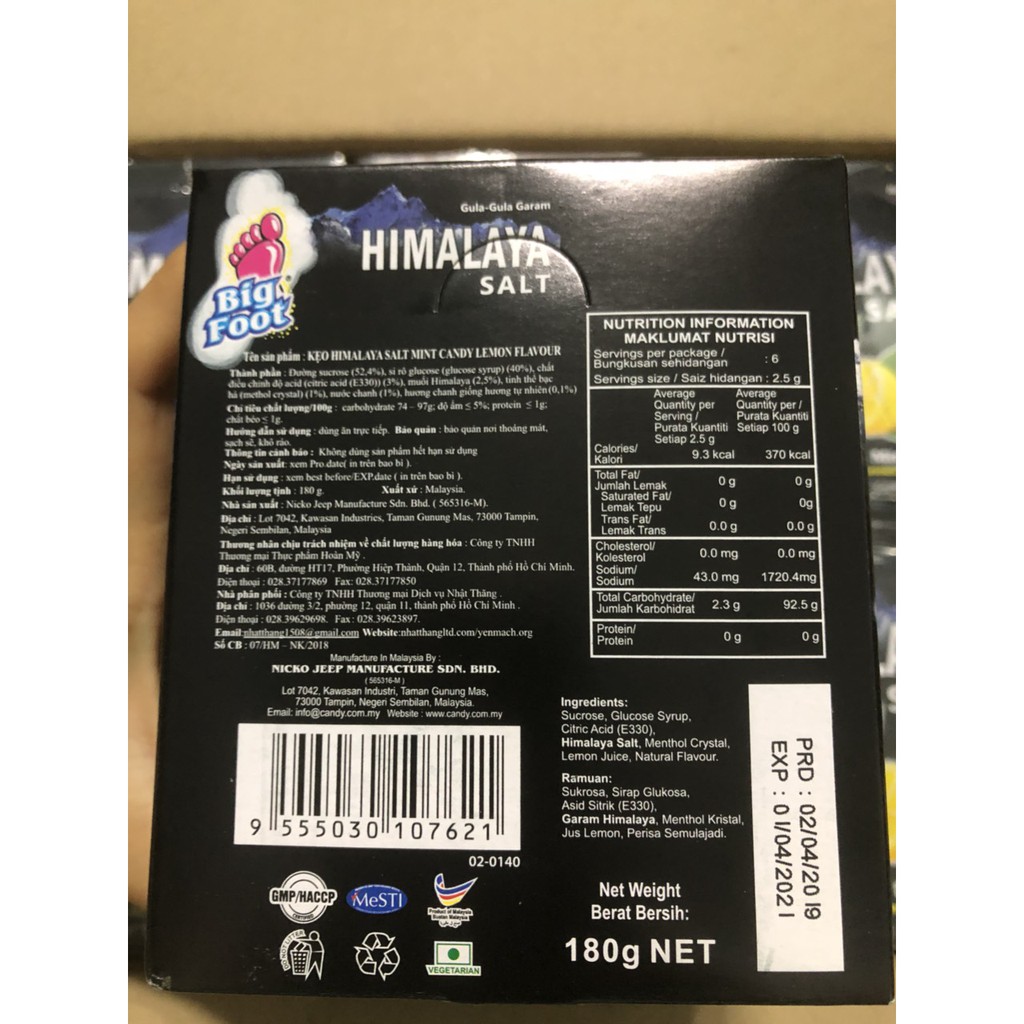 Gula-Gula Garam
HIMALAYA
SALT
Big
Foot
Tên sản phẩm : KẸO HIMALAYA SALT MINT CANDY LEMON FLAVOUR
Thành phần : Đường sucrose (52,4%), si rô glucose (glucose syrup) (40%), chất
điều chỉnh độ acid (citric acid (E330)) (3%), muối Himalaya (2,5%), tinh thể bạc
hà (methol crystal) (1%), nước chanh (1%), hương chanh giống hương tự nhiên (0,1%)
Chỉ tiêu chất lượng/100g : carbohydrate 74 – 97g; độ ẩm ≤ 5%; protein ≤ 1g;
chất béo ≤ 1g.
Hướng dẫn sử dụng : dùng ăn trực tiếp. Bảo quản : bảo quản nơi thoáng mát,
sạch sẽ, khô ráo.
Thông tin cảnh báo : Không dùng sản phẩm hết hạn sử dụng
Ngày sản xuất: xem Pro.date( in trên bao bì ).
Hạn sử dụng : xem best before/EXP.date ( in trên bao bì ).
Khối lượng tịnh : 180 g. Xuất xứ : Malaysia.
Nhà sản xuất : Nicko Jeep Manufacture Sdn. Bhd. ( 565316-M).
Địa chỉ : Lot 7042, Kawasan Industries, Taman Gunung Mas, 73000 Tampin,
Negeri Sembilan, Malaysia
Thương nhân chịu trách nhiệm về chất lượng hàng hóa : Công ty TNHH
Thương mại Thực phẩm Hoàn Mỹ .
Địa chỉ : 60B, đường HT17, Phường Hiệp Thành, Quận 12, Thành phố Hồ Chí Minh.
Điện thoại : 028.37177869 Fax: 028.37177850
Nhà phân phối : Công ty TNHH Thương mại Dịch vụ Nhật Thăng .
Địa chỉ : 1036 đường 3/2, phường 12, quận 11, thành phố Hồ Chí Minh .
Điện thoại : 028.39629698. Fax: 028.39623897.
Email:nhatthang1508@gmail.com Website:nhatthangltd.com/yenmach.org
Số CB : 07/HM – NK/2018
Manufacture In Malaysia By :
NICKO JEEP MANUFACTURE SDN. BHD.
( 565316-M )
Lot 7042, Kawasan Industri, Taman Gunung Mas,
73000 Tampin, Negeri Sembilan, Malaysia.
Email: info@candy.com.my Website : www.candy.com.my
9 555030 107621
02-0140
GMP/HACCP
CERTIFIED
MeSTI
Product of Malaysia
Buatan Malaysia
VEGETARIAN
NUTRITION INFORMATION
MAKLUMAT NUTRISI
Servings per package /
Bungkusan sehidangan : 6
Servings size / Saiz hidangan : 2.5 g
Average Quantity per Serving / Purata Kuantiti Setiap 2.5 g
Average Quantity per / Purata Kuantiti Setiap 100 g
Calories/
Kalori 9.3 kcal 370 kcal
Total Fat/
Jumlah Lemak 0 g 0 g
Saturated Fat/
Lemak Tepu 0 g 0g
Trans Fat/
Lemak Trans 0.0 g 0.0 g
Cholesterol/
Kolesterol 0.0 mg 0.0 mg
Sodium/
Sodium 43.0 mg 1720.4mg
Total Carbohydrate/
Jumlah Karbohidrat 2.3 g 92.5 g
Protein/
Protein 0 g 0 g
Ingredients:
Sucrose, Glucose Syrup,
Citric Acid (E330),
Himalaya Salt, Menthol Crystal,
Lemon Juice, Natural Flavour.
Ramuan:
Sukrosa, Sirap Glukosa,
Asid Sitrik (E330),
Garam Himalaya, Menthol Kristal,
Jus Lemon, Perisa Semulajadi.
Net Weight
Berat Bersih:
180g NET
PRD : 02/04/2019
EXP : 01/04/2021